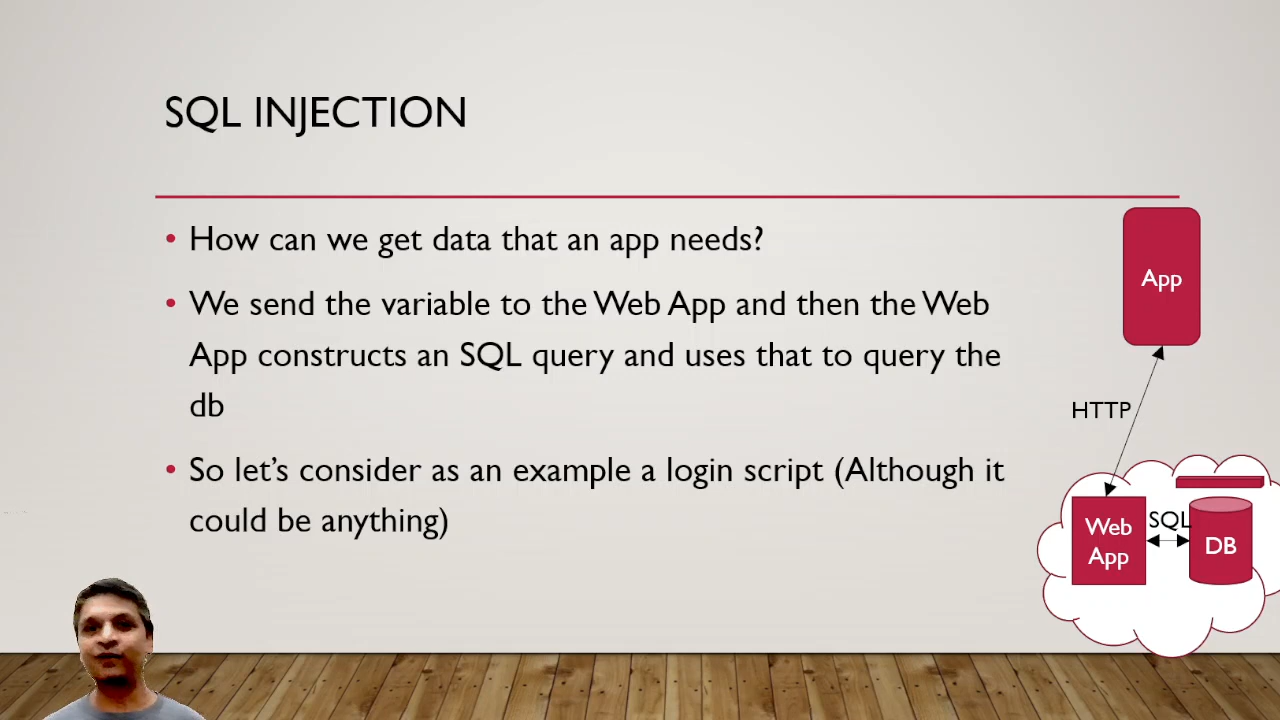 SQL INJECTION
• How can we get data that an app needs?
• We send the variable to the Web App and then the Web
App constructs an SQL query and uses that to query the
db
• So let's consider as an example a login script (Although it
could be anything)
App
HTTP
Web
App
SQL
DB